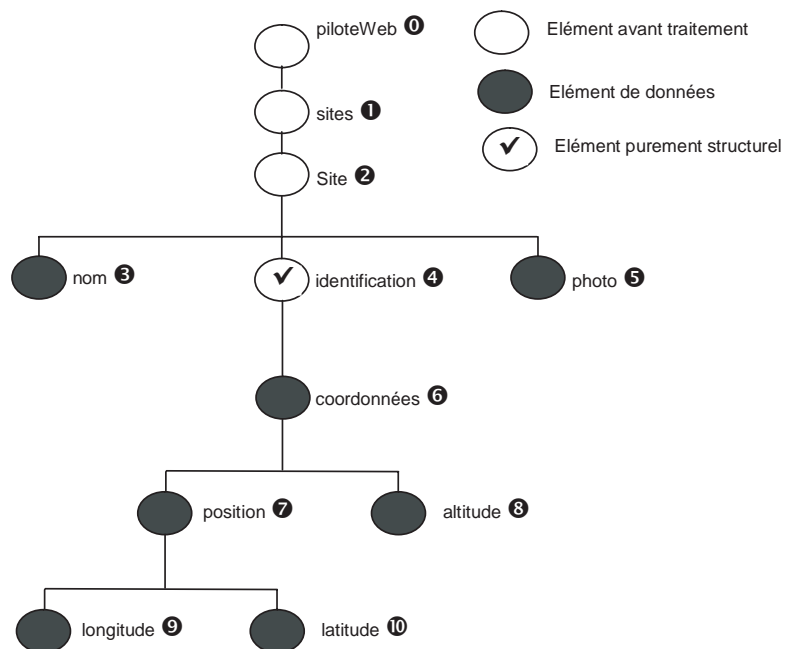 piloteWeb ⓿
Elément avant traitement
Elément de données
sites ❶
Elément purement structurel
Site ❷
nom ❸
identification ❹
photo ❺
coordonnées ❻
position ❼
altitude ❽
longitude ❾
latitude ❿